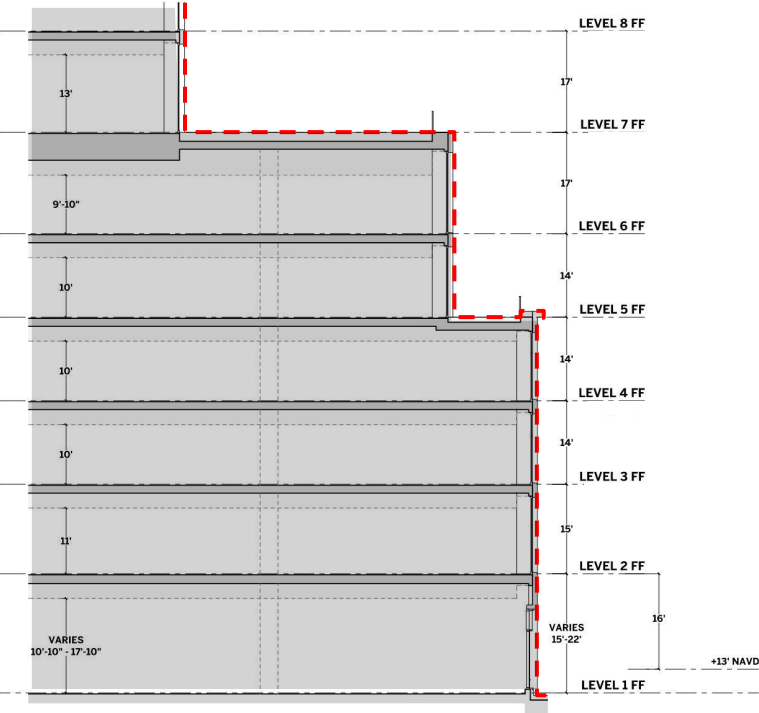 LEVEL 8 FF
17'
13'
LEVEL 7 FF
17'
9'-10"
LEVEL 6 FF
14'
10'
LEVEL 5 FF
14'
10'
LEVEL 4 FF
14'
10'
LEVEL 3 FF
15'
11'
LEVEL 2 FF
16'
VARIES
15'-22'
VARIES
10'-10" - 17'-10"
+13' NAVD
LEVEL 1 FF